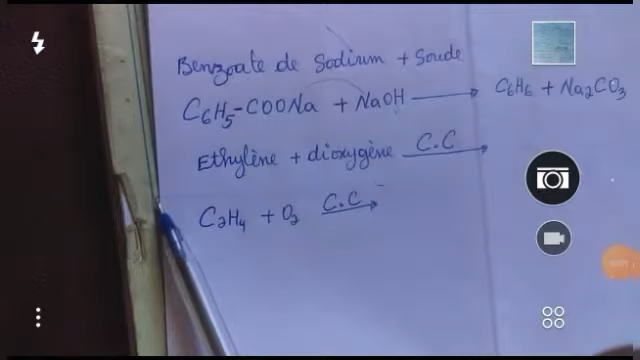 Benzoate de Sodium + Soude
C₆H₅-COONa + NaOH → C₆H₆ + Na₂CO₃
Ethylène + dioxygène C.C →
C₂H₄ + O₂ C.C →